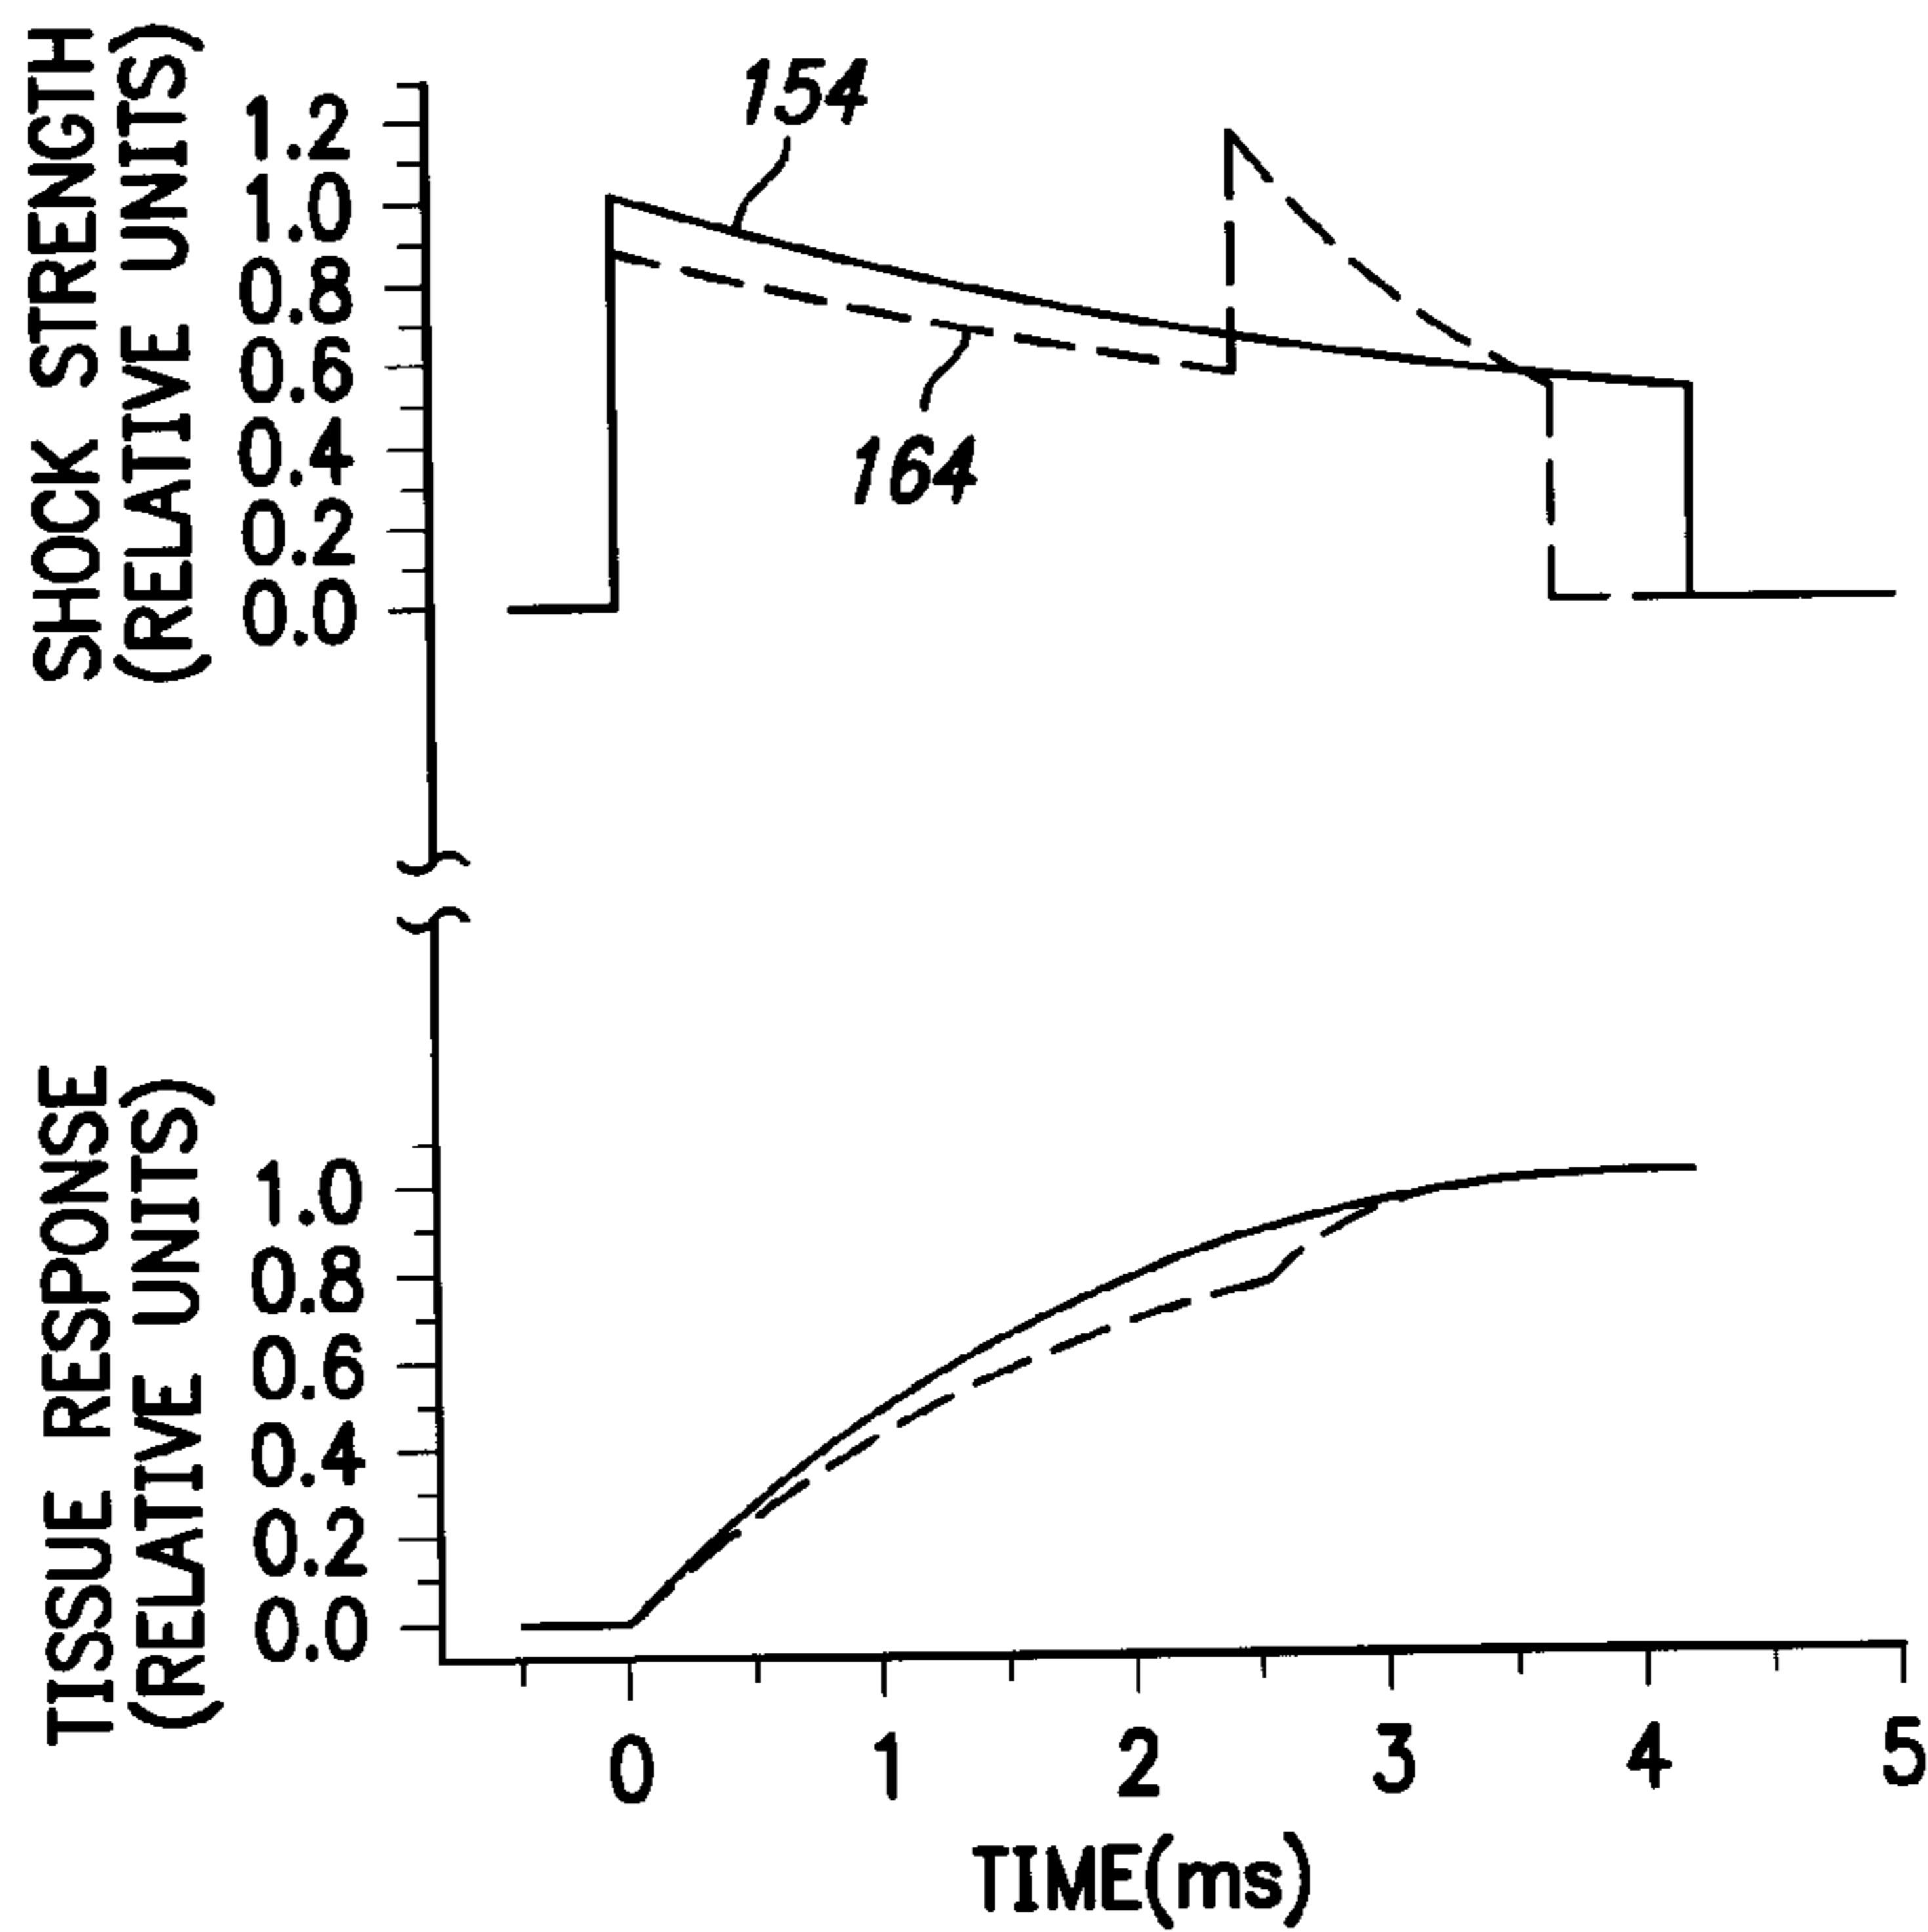 SHOCK STRENGTH
(RELATIVE UNITS)
1.2
1.0
0.8
0.6
0.4
0.2
0.0
154
164
TISSUE RESPONSE
(RELATIVE UNITS)
1.0
0.8
0.6
0.4
0.2
0.0
0 1 2 3 4 5
TIME(ms)